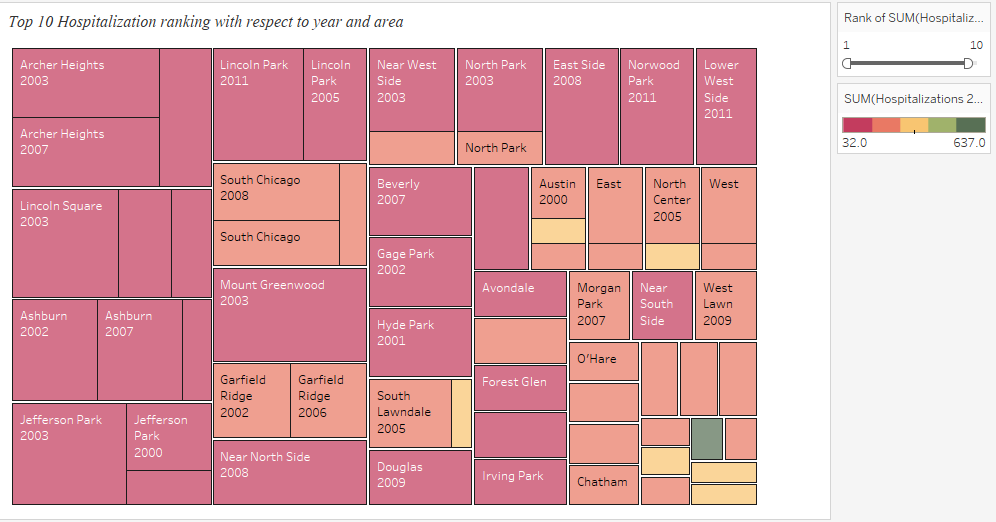 Top 10 Hospitalization ranking with respect to year and area
Archer Heights
2003
Archer Heights
2007
Lincoln Square
2003
Ashburn
2002
Ashburn
2007
Jefferson Park
2003
Jefferson
Park
2000
Lincoln Park
2011
Lincoln
Park
2005
South Chicago
2008
South Chicago
Mount Greenwood
2003
Garfield
Ridge
2002
Garfield
Ridge
2006
Near North Side
2008
Near West
Side
2003
North Park
2003
North Park
East Side
2008
Norwood
Park
2011
Lower
West
Side
2011
Beverly
2007
Gage Park
2002
Hyde Park
2001
South
Lawndale
2005
Douglas
2009
Austin
2000
East
North
Center
2005
West
Avondale
Forest Glen
Irving Park
Morgan
Park
2007
Near
South
Side
West
Lawn
2009
O'Hare
Chatham
Rank of SUM(Hospitaliz...
1 10
SUM(Hospitalizations 2...
32.0 637.0